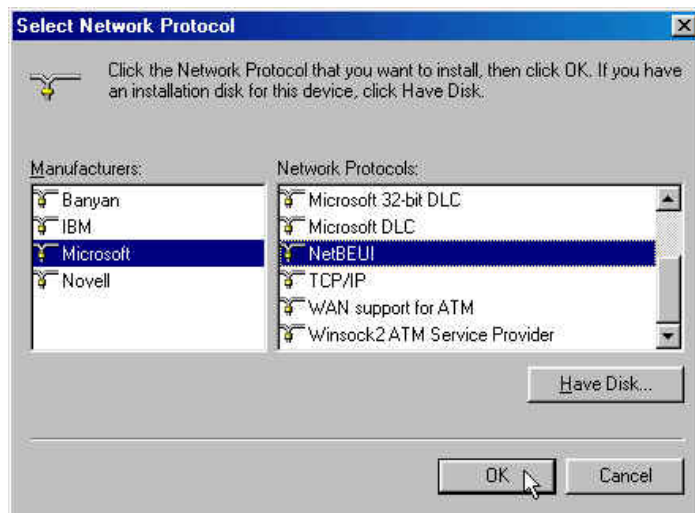 Select Network Protocol
Click the Network Protocol that you want to install, then click OK. If you have
an installation disk for this device, click Have Disk.
Manufacturers:
Banyan
IBM
Microsoft
Novell
Network Protocols:
Microsoft 32-bit DLC
Microsoft DLC
NetBEUI
TCP/IP
WAN support for ATM
Winsock2 ATM Service Provider
Have Disk...
OK
Cancel